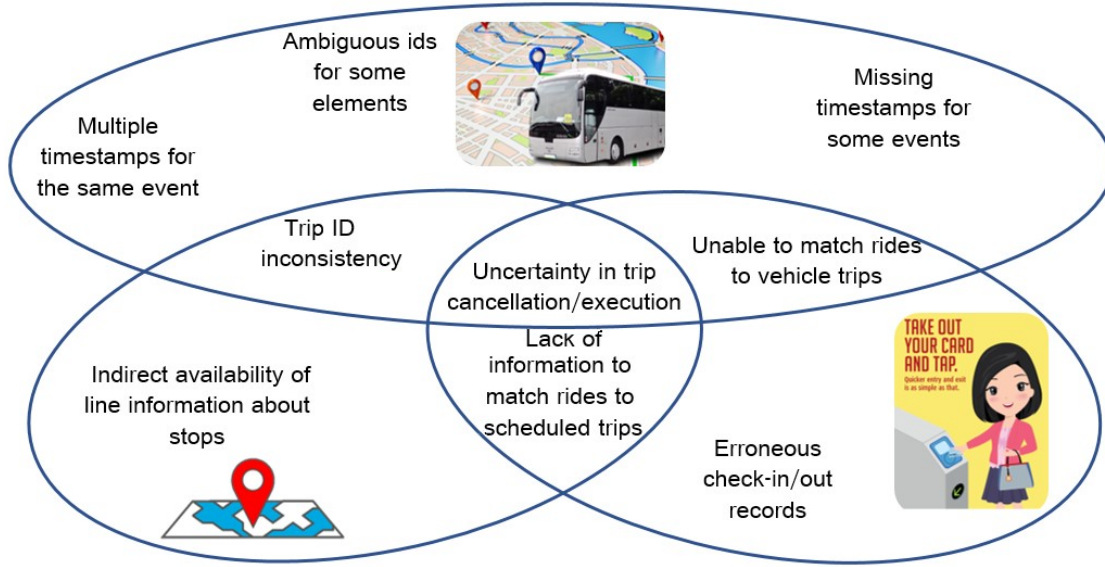 Ambiguous ids
for some
elements
Missing
timestamps for
some events
Multiple
timestamps for
the same event
Trip ID
inconsistency
Unable to match rides
to vehicle trips
Uncertainty in trip
cancellation/execution
Lack of
information to
match rides to
scheduled trips
Indirect availability of
line information about
stops
TAKE OUT
YOUR CARD
AND TAP.
Quicker entry and exit
is as simple as that.
Erroneous
check-in/out
records